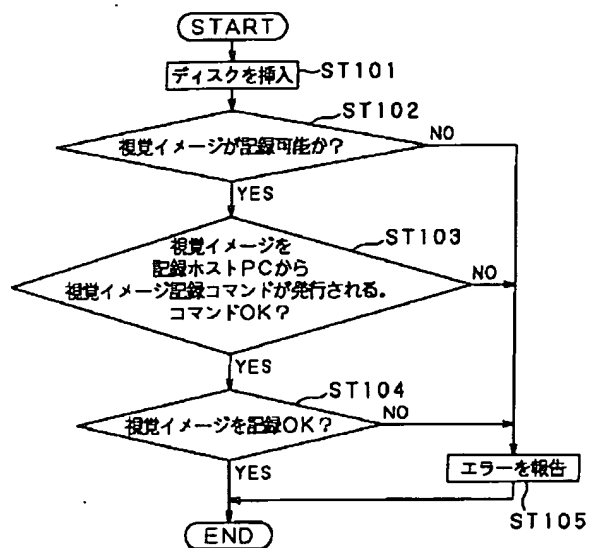 START
ディスクを挿入
ST101
ST102
視覚イメージが記録可能か?
NO
YES
ST103
視覚イメージを
記録ホストPCから
視覚イメージ記録コマンドが発行される。
コマンドOK?
NO
YES
ST104
視覚イメージを記録OK?
NO
YES
エラーを報告
ST105
END